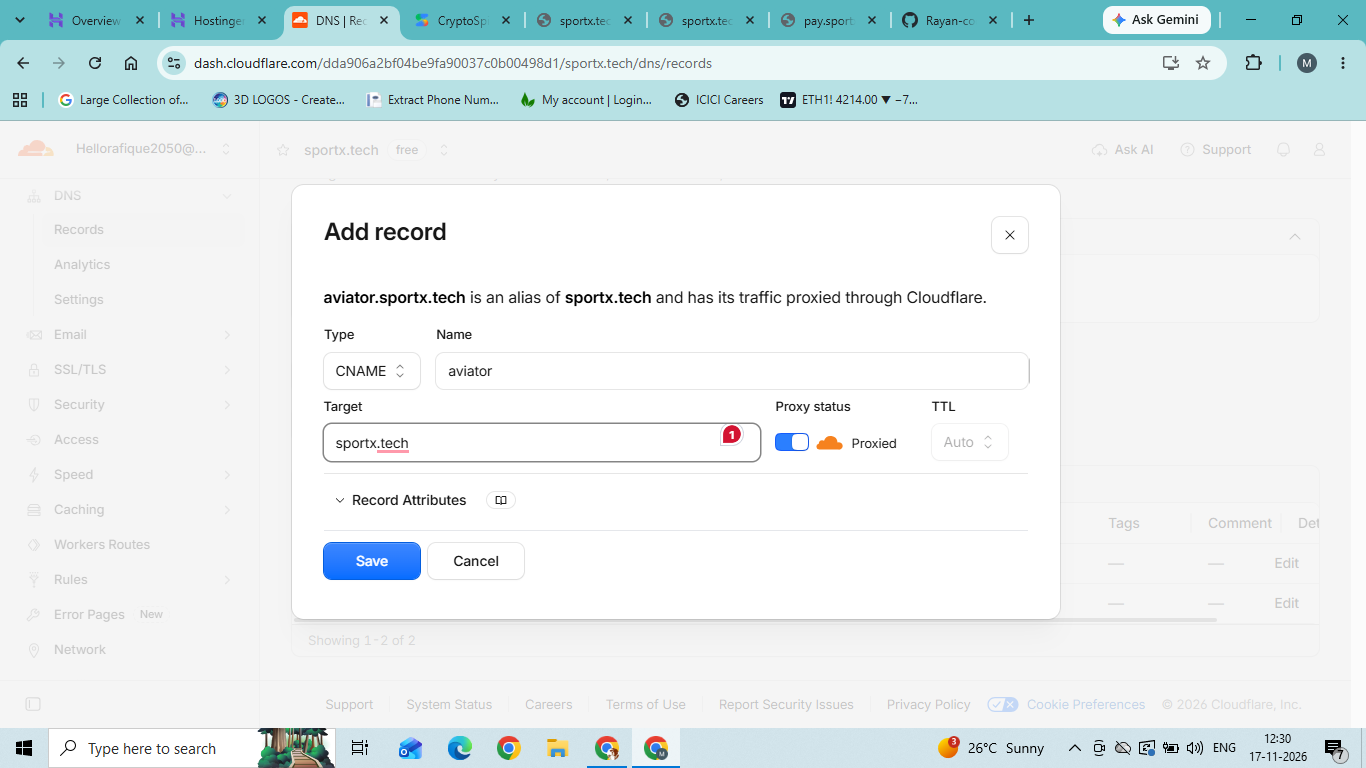 Overview
Hostinger
DNS | Rec
CryptoSpi
sportx.tec
sportx.tec
pay.sport
Rayan-co
Ask Gemini
dash.cloudflare.com/dda906a2bf04be9fa90037c0b00498d1/sportx.tech/dns/records
M
Large Collection of...
3D LOGOS - Create...
Extract Phone Num...
My account | Login...
ICICI Careers
ETH1! 4214.00 ▼ −7...
Hellorafique2050@...
sportx.tech
free
Ask AI
Support
DNS
Records
Analytics
Settings
Email
SSL/TLS
Security
Access
Speed
Caching
Workers Routes
Rules
Error Pages New
Network
Add record
aviator.sportx.tech is an alias of sportx.tech and has its traffic proxied through Cloudflare.
Type
Name
CNAME
aviator
Target
Proxy status
TTL
sportx.tech
1
Proxied
Auto
Record Attributes
Save
Cancel
Tags
Comment
Det
Edit
Edit
Showing 1-2 of 2
Support
System Status
Careers
Terms of Use
Report Security Issues
Privacy Policy
Cookie Preferences
© 2026 Cloudflare, Inc.
Type here to search
M
3
26°C Sunny
ENG
12:30
17-11-2026
7